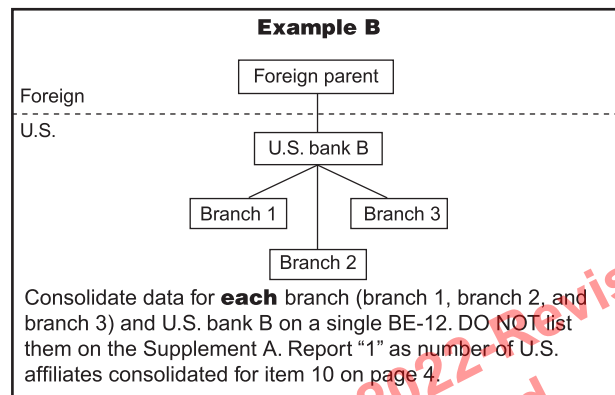 Example B
Foreign parent
Foreign
U.S.
U.S. bank B
Branch 1
Branch 3
Branch 2
Consolidate data for each branch (branch 1, branch 2, and
branch 3) and U.S. bank B on a single BE-12. DO NOT list
them on the Supplement A. Report “1” as number of U.S.
affiliates consolidated for item 10 on page 4.
2022-Revis